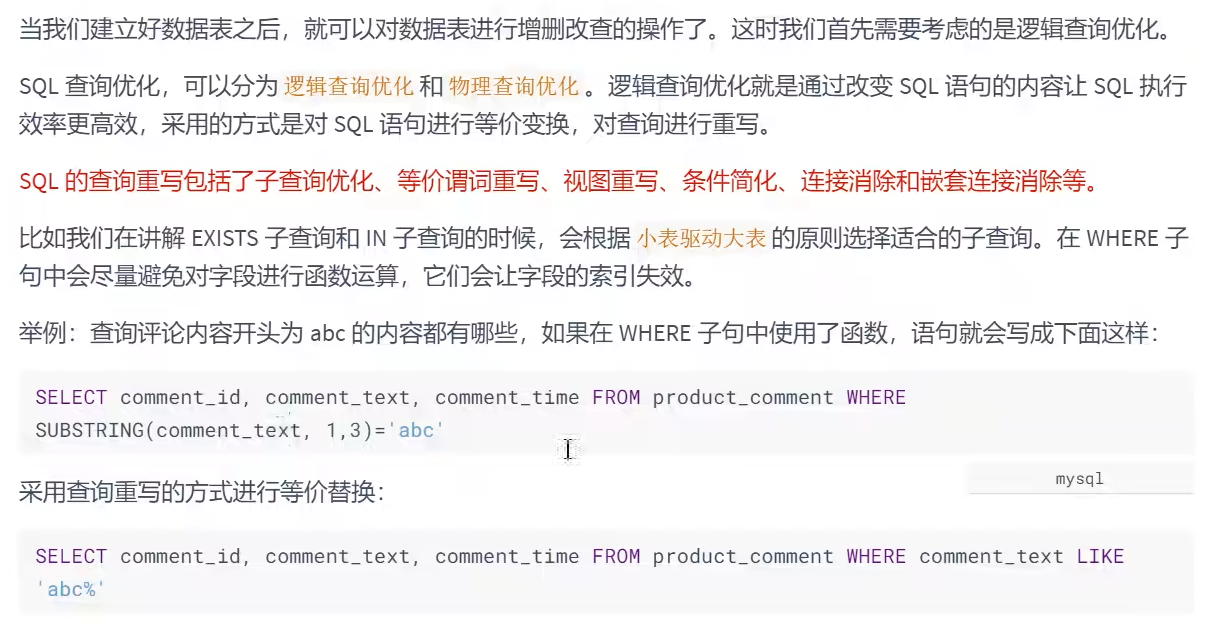 当我们建立好数据表之后，就可以对数据表进行增删改查的操作了。这时我们首先需要考虑的是逻辑查询优化。
SQL 查询优化，可以分为 逻辑查询优化 和 物理查询优化 。逻辑查询优化就是通过改变 SQL 语句的内容让 SQL 执行
效率更高效，采用的方式是对 SQL 语句进行等价变换，对查询进行重写。
SQL 的查询重写包括了子查询优化、等价谓词重写、视图重写、条件简化、连接消除和嵌套连接消除等。
比如我们在讲解 EXISTS 子查询和 IN 子查询的时候，会根据 小表驱动大表 的原则选择适合的子查询。在 WHERE 子
句中会尽量避免对字段进行函数运算，它们会让字段的索引失效。
举例：查询评论内容开头为 abc 的内容都有哪些，如果在 WHERE 子句中使用了函数，语句就会写成下面这样：
SELECT comment_id, comment_text, comment_time FROM product_comment WHERE
SUBSTRING(comment_text, 1,3)='abc'
mysql
采用查询重写的方式进行等价替换：
SELECT comment_id, comment_text, comment_time FROM product_comment WHERE comment_text LIKE
'abc%'